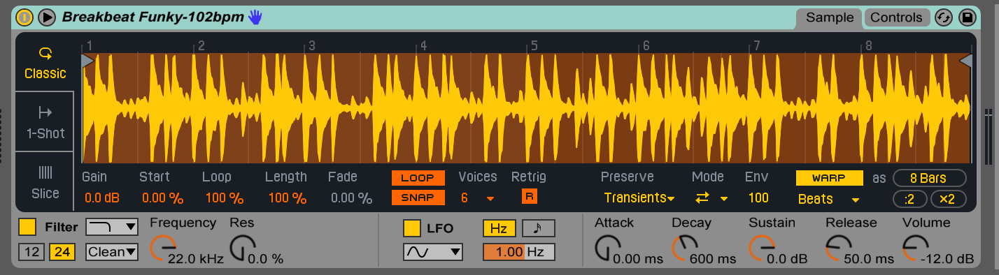 Breakbeat Funky-102bpm Sample Controls
1 2 3 4 5 6 7 8
Classic
1-Shot
Slice
Gain Start Loop Length Fade LOOP Voices Retrig Preserve Mode Env WARP as 8 Bars
0.0 dB 0.00 % 100 % 100 % 0.00 % SNAP 6 R Transients 100 Beats :2 ×2
Filter Frequency Res LFO Hz Attack Decay Sustain Release Volume
12 24 Clean 22.0 kHz 0.0 % 1.00 Hz 0.00 ms 600 ms 0.0 dB 50.0 ms -12.0 dB